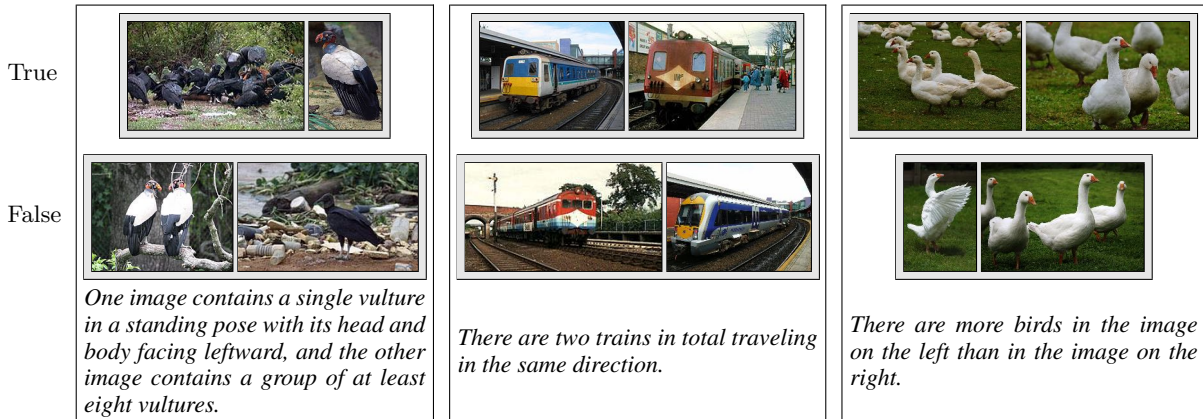 True
False
One image contains a single vulture
in a standing pose with its head and
body facing leftward, and the other
image contains a group of at least
eight vultures.
There are two trains in total traveling
in the same direction.
There are more birds in the image
on the left than in the image on the
right.